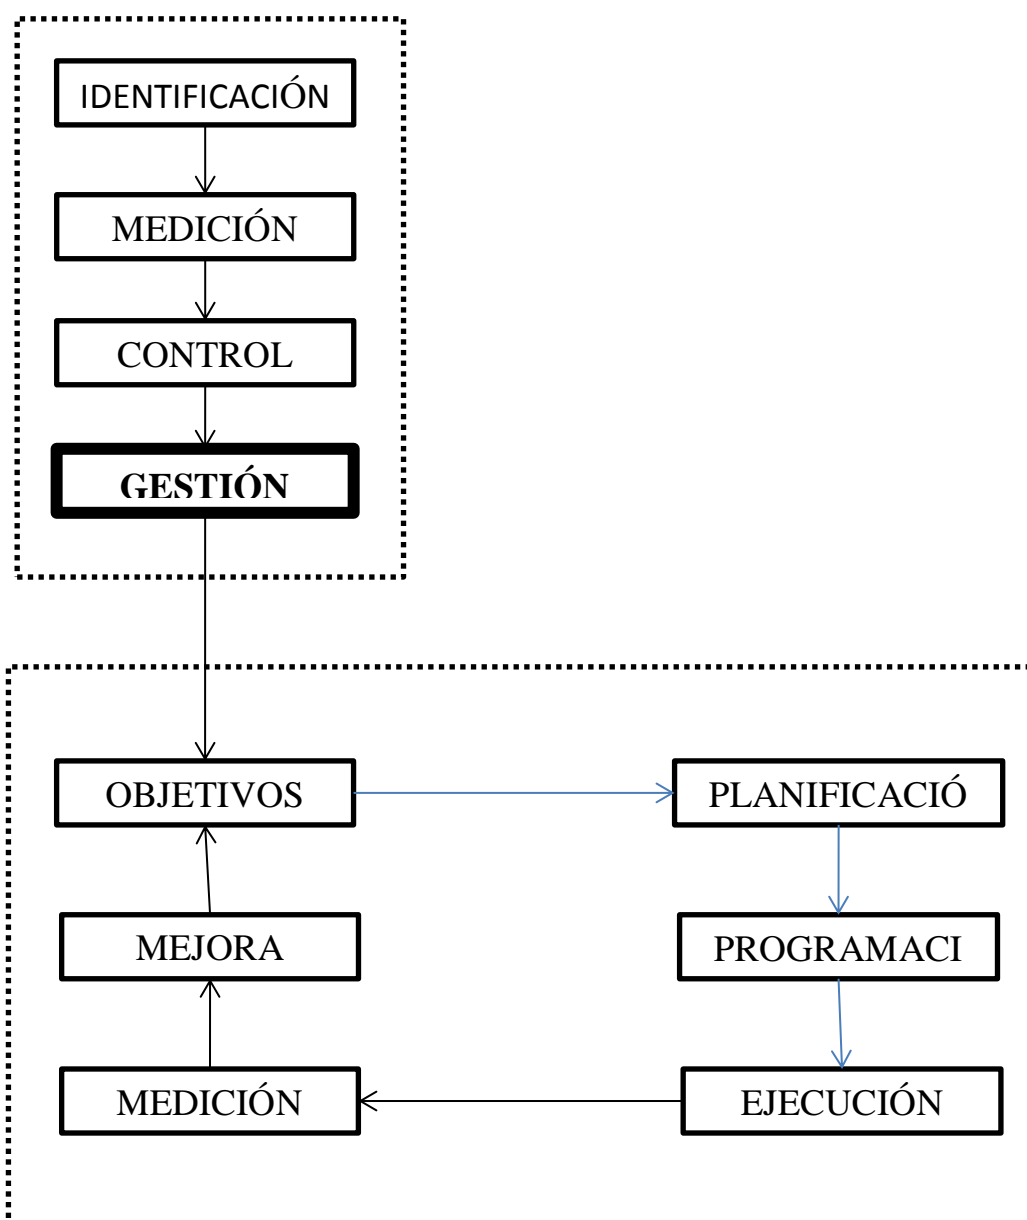 IDENTIFICACIÓN
MEDICIÓN
CONTROL
GESTIÓN
OBJETIVOS
PLANIFICACIÓ
MEJORA
PROGRAMACI
MEDICIÓN
EJECUCIÓN